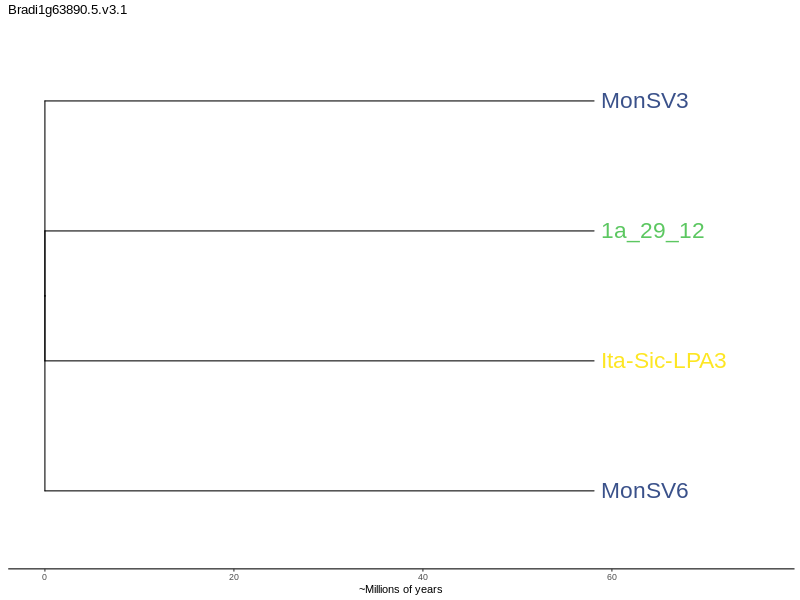 Bradi1g63890.5.v3.1
MonSV3
1a_29_12
Ita-Sic-LPA3
MonSV6
0 20 40 60
~Millions of years